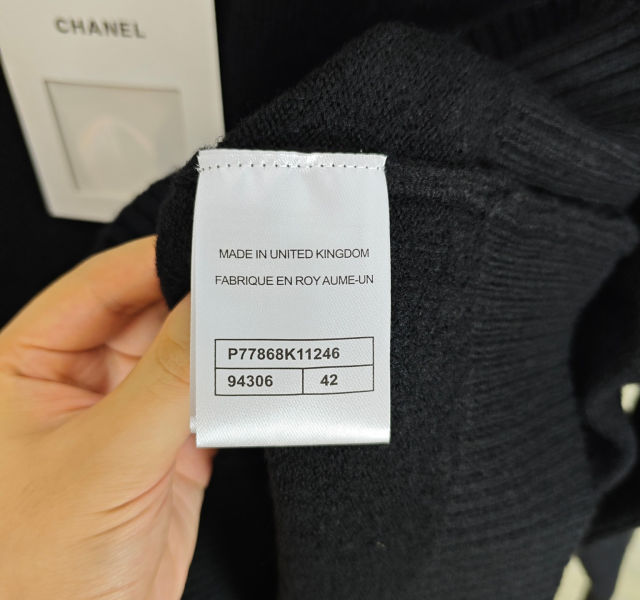 CHANEL
MADE IN UNITED KINGDOM
FABRIQUE EN ROY AUME-UN
P77868K11246
94306 42